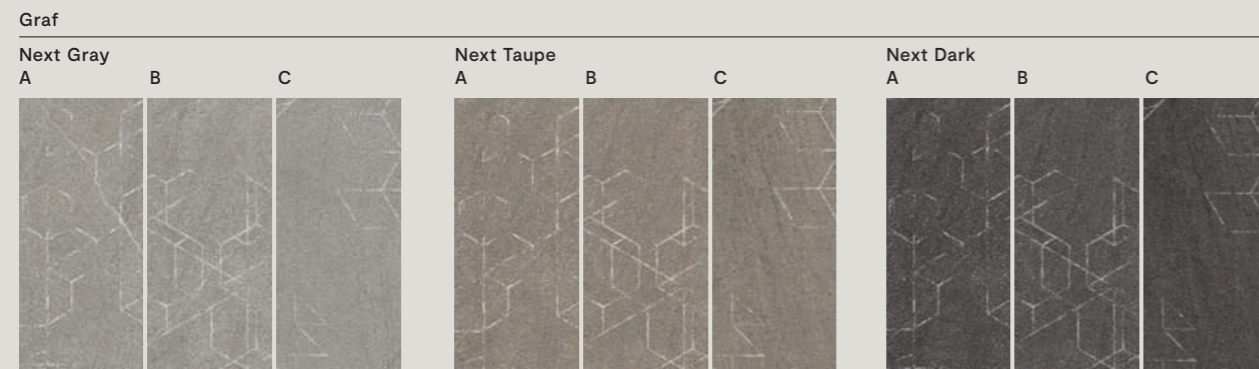 Graf
Next Gray
A B C
Next Taupe
A B C
Next Dark
A B C